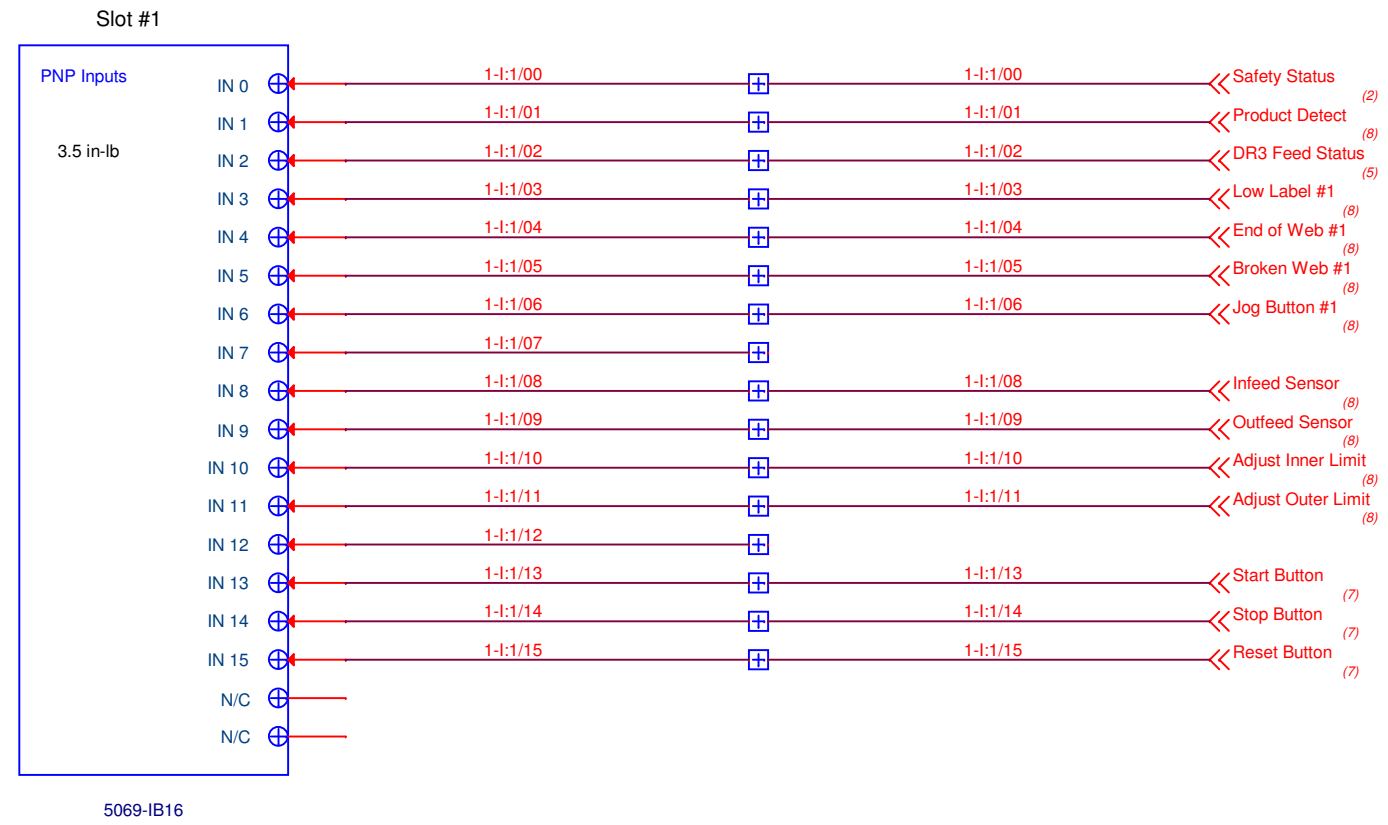 Slot #1
PNP Inputs
3.5 in-lb
IN 0 1-I:1/00 1-I:1/00 Safety Status (2)
IN 1 1-I:1/01 1-I:1/01 Product Detect (8)
IN 2 1-I:1/02 1-I:1/02 DR3 Feed Status (5)
IN 3 1-I:1/03 1-I:1/03 Low Label #1 (8)
IN 4 1-I:1/04 1-I:1/04 End of Web #1 (8)
IN 5 1-I:1/05 1-I:1/05 Broken Web #1 (8)
IN 6 1-I:1/06 1-I:1/06 Jog Button #1 (8)
IN 7 1-I:1/07
IN 8 1-I:1/08 1-I:1/08 Infeed Sensor (8)
IN 9 1-I:1/09 1-I:1/09 Outfeed Sensor (8)
IN 10 1-I:1/10 1-I:1/10 Adjust Inner Limit (8)
IN 11 1-I:1/11 1-I:1/11 Adjust Outer Limit (8)
IN 12 1-I:1/12
IN 13 1-I:1/13 1-I:1/13 Start Button (7)
IN 14 1-I:1/14 1-I:1/14 Stop Button (7)
IN 15 1-I:1/15 1-I:1/15 Reset Button (7)
N/C
N/C
5069-IB16